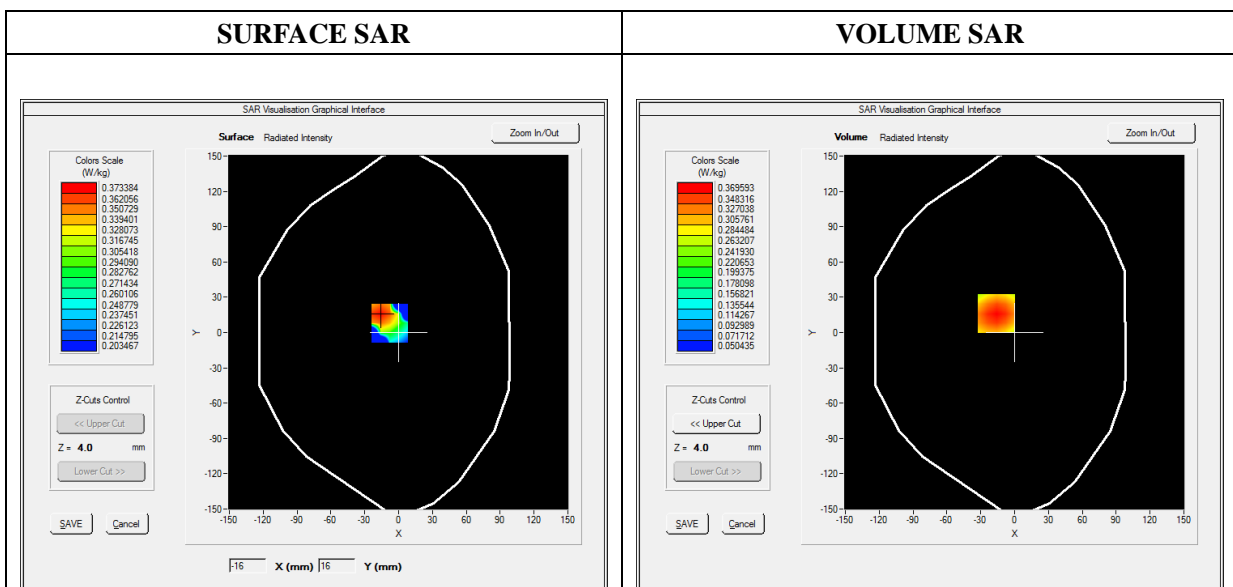 SURFACE SAR
VOLUME SAR
SAR Visualisation Graphical Interface
Surface Radiated Intensity
Zoom In/Out
Colors Scale
(W/kg)
0.373384
0.362056
0.350729
0.339401
0.328073
0.316745
0.305418
0.294090
0.282762
0.271434
0.260106
0.248779
0.237451
0.226123
0.214795
0.203467
Z-Cuts Control
<< Upper Cut
Z = 4.0 mm
Lower Cut >>
SAVE Cancel
150
120
90
60
30
0
-30
-60
-90
-120
-150
Y
-150 -120 -90 -60 -30 0 30 60 90 120 150
X
-16 X (mm) 16 Y (mm)
SAR Visualisation Graphical Interface
Volume Radiated Intensity
Zoom In/Out
Colors Scale
(W/kg)
0.369593
0.348316
0.327038
0.305761
0.284484
0.263207
0.241930
0.220653
0.199375
0.178098
0.156821
0.135544
0.114267
0.092989
0.071712
0.050435
Z-Cuts Control
<< Upper Cut
Z = 4.0 mm
Lower Cut >>
SAVE Cancel
150
120
90
60
30
0
-30
-60
-90
-120
-150
Y
-150 -120 -90 -60 -30 0 30 60 90 120 150
X